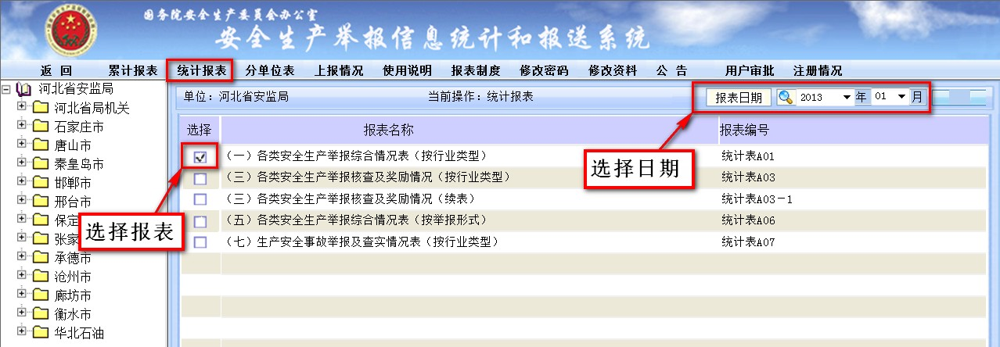 国务院安全生产委员会办公室
安全生产举报信息统计和报送系统
返 回 累计报表 统计报表 分单位表 上报情况 使用说明 报表制度 修改密码 修改资料 公 告 用户审批 注册情况
河北省安监局
河北省局机关
石家庄市
唐山市
秦皇岛市
邯郸市
邢台市
保定
张家
承德市
沧州市
廊坊市
衡水市
华北石油
单位：河北省安监局 当前操作：统计报表 报表日期 2013 年 01 月
选择 报表名称 报表编号
（一）各类安全生产举报综合情况表（按行业类型） 统计表A01
（三）各类安全生产举报核查及奖励情况（按行业类型） 统计表A03
（三）各类安全生产举报核查及奖励情况（续表） 统计表A03－1
（五）各类安全生产举报综合情况表（按举报形式） 统计表A06
（七）生产安全事故举报及查实情况表（按行业类型） 统计表A07
选择日期
选择报表